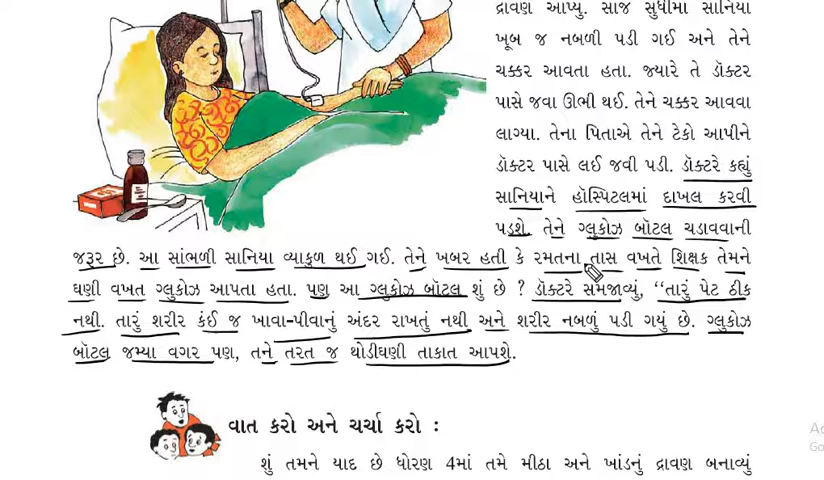 દ્રાવણ આપ્યુ. સાંજ સુધીમાં સાનિયા
ખૂબ જ નબળી પડી ગઈ અને તેને
ચક્કર આવતા હતા. જ્યારે તે ડૉક્ટર
પાસે જવા ઊભી થઈ. તેને ચક્કર આવવા
લાગ્યા. તેના પિતાએ તેને ટેકો આપીને
ડૉક્ટર પાસે લઈ જવી પડી. ડૉક્ટરે કહ્યું
સાનિયાને હૉસ્પિટલમાં દાખલ કરવી
પડશે. તેને ગ્લુકોઝ બૉટલ ચડાવવાની
જરૂર છે. આ સાંભળી સાનિયા વ્યાકુળ થઈ ગઈ. તેને ખબર હતી કે રમતના તાસ વખતે શિક્ષક તેમને
ઘણી વખત ગ્લુકોઝ આપતા હતા. પણ આ ગ્લુકોઝ બૉટલ શું છે ? ડૉક્ટરે સમજાવ્યું, “તારું પેટ ઠીક
નથી. તારું શરીર કંઈ જ ખાવા-પીવાનું અંદર રાખતું નથી અને શરીર નબળું પડી ગયું છે. ગ્લુકોઝ
બૉટલ જમ્યા વગર પણ, તને તરત જ થોડીઘણી તાકાત આપશે.
વાત કરો અને ચર્ચા કરો :
શું તમને યાદ છે ધોરણ 4માં તમે મીઠા અને ખાંડનું દ્રાવણ બનાવ્યું